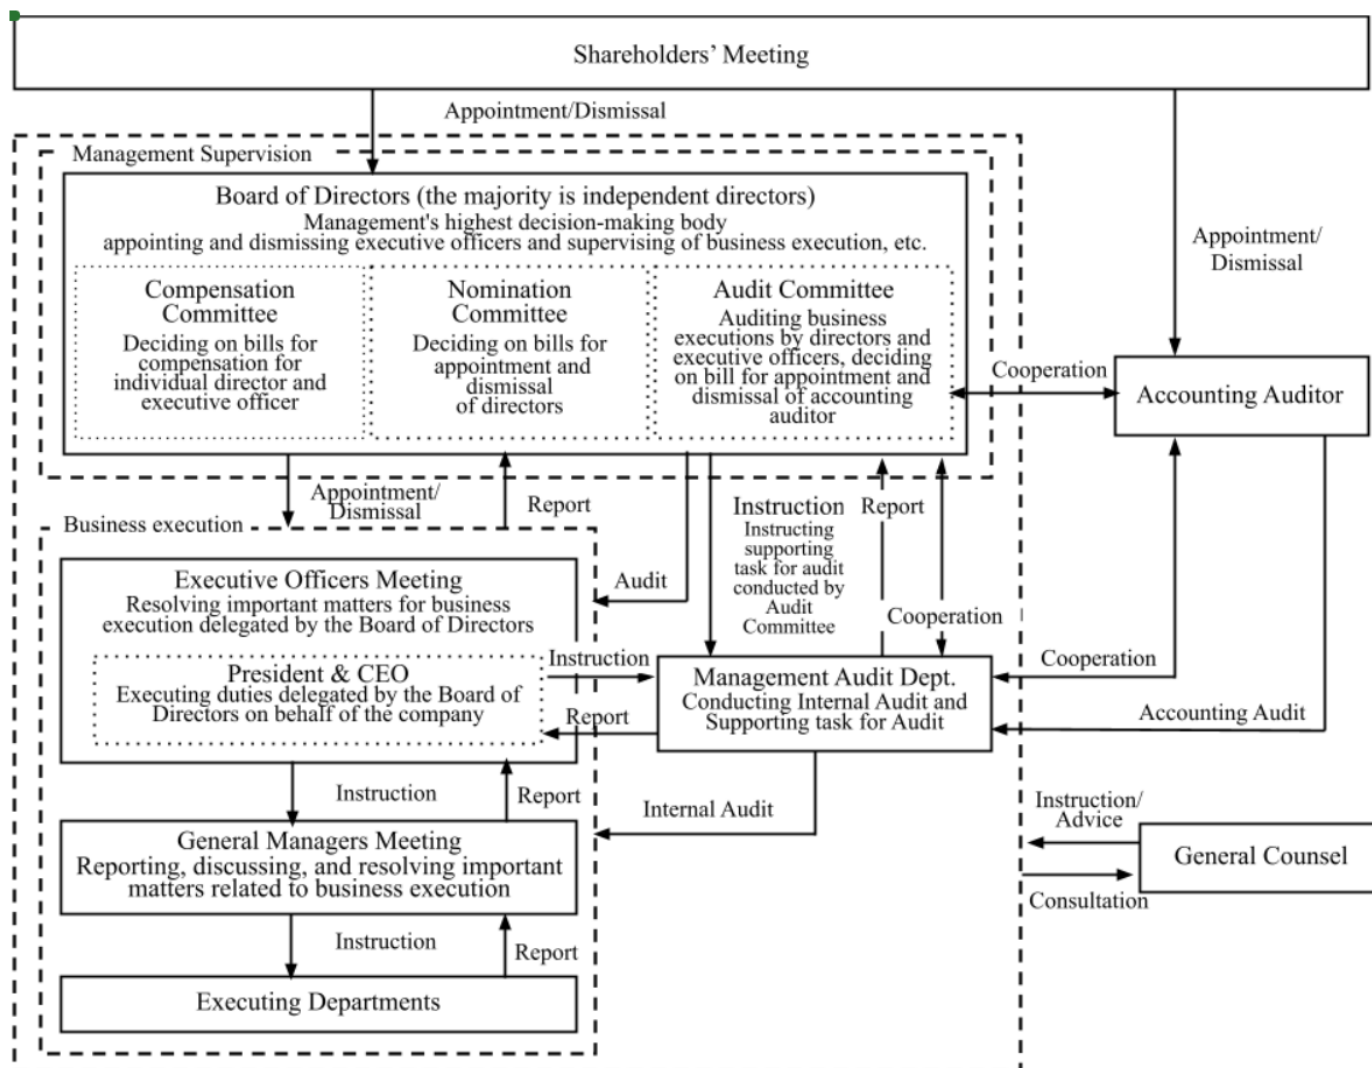 Shareholders' Meeting
Appointment/Dismissal
Management Supervision
Board of Directors (the majority is independent directors)
Management's highest decision-making body
appointing and dismissing executive officers and supervising of business execution, etc.
Compensation
Committee
Deciding on bills for
compensation for
individual director and
executive officer
Nomination
Committee
Deciding on bills for
appointment and
dismissal
of directors
Audit Committee
Auditing business
executions by directors and
executive officers, deciding
on bill for appointment and
dismissal of accounting
auditor
Appointment/
Dismissal
Cooperation
Accounting Auditor
Appointment/
Dismissal
Report
Instruction
Instructing
supporting
task for audit
conducted by
Audit
Committee
Report
Business execution
Executive Officers Meeting
Resolving important matters for business
execution delegated by the Board of Directors
Audit
Cooperation
President & CEO
Executing duties delegated by the Board of
Directors on behalf of the company
Instruction
Report
Management Audit Dept.
Conducting Internal Audit and
Supporting task for Audit
Cooperation
Accounting Audit
Instruction
Report
Internal Audit
General Managers Meeting
Reporting, discussing, and resolving important
matters related to business execution
Instruction/
Advice
General Counsel
Consultation
Instruction
Report
Executing Departments